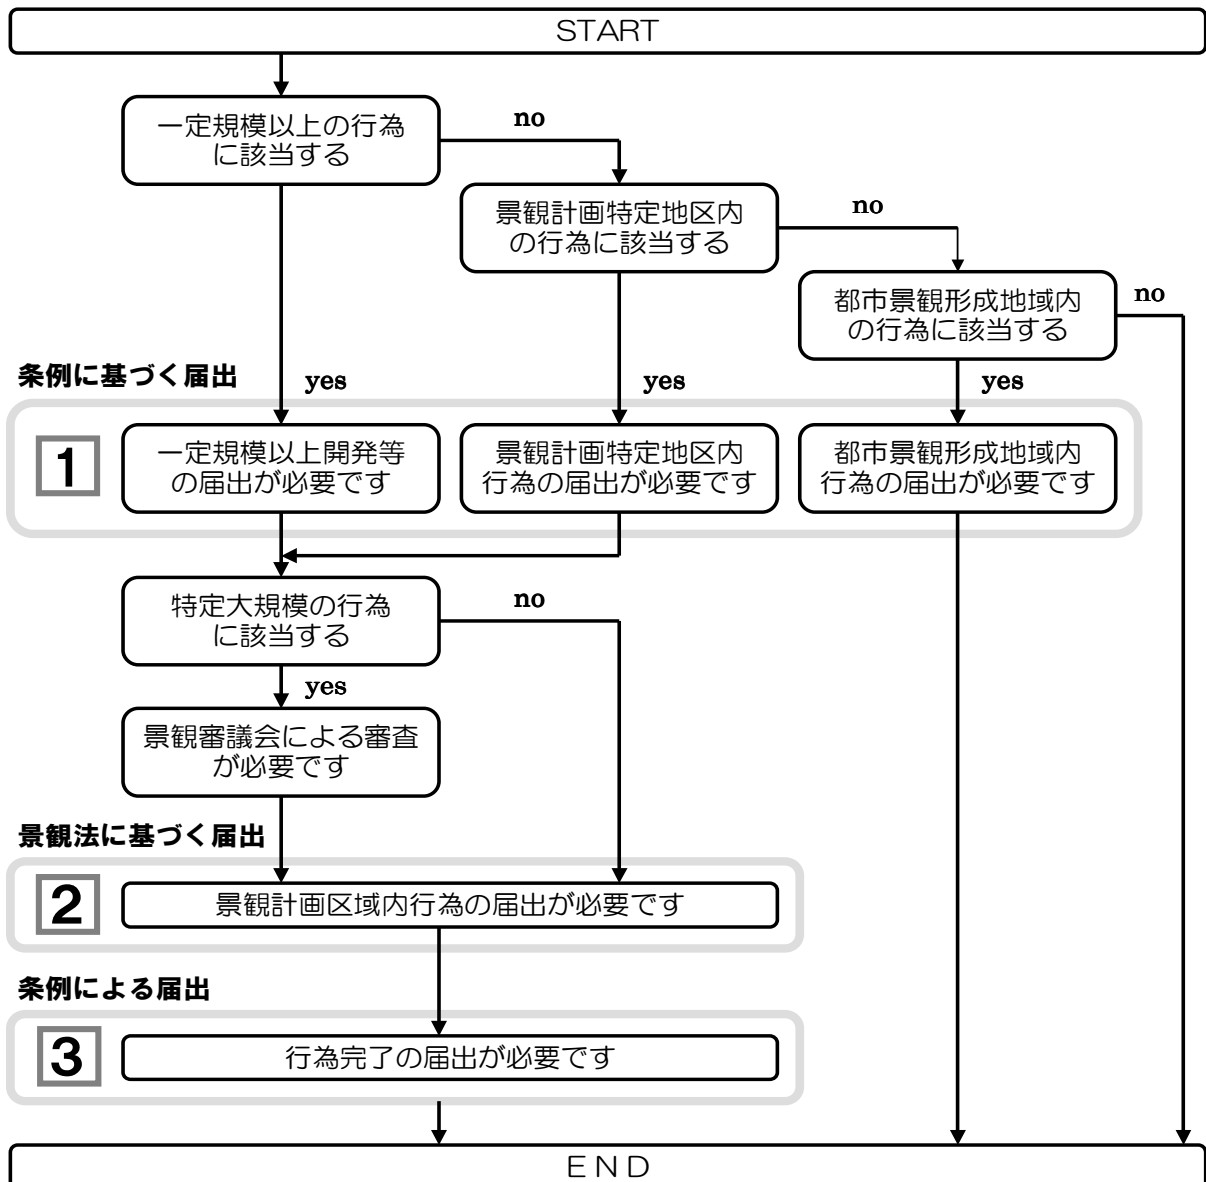 START
一定規模以上の行為
に該当する
no
景観計画特定地区内
の行為に該当する
no
都市景観形成地域内
の行為に該当する
no
条例に基づく届出
yes
yes
yes
1
一定規模以上開発等
の届出が必要です
景観計画特定地区内
行為の届出が必要です
都市景観形成地域内
行為の届出が必要です
特定大規模の行為
に該当する
no
yes
景観審議会による審査
が必要です
景観法に基づく届出
2
景観計画区域内行為の届出が必要です
条例による届出
3
行為完了の届出が必要です
END